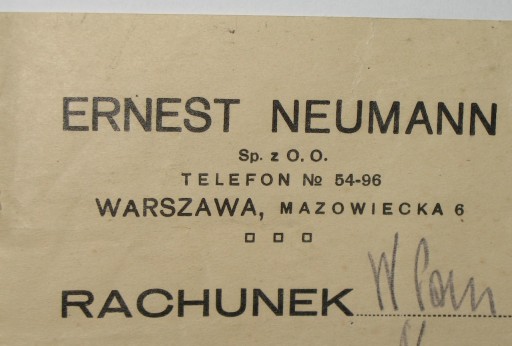 ERNEST NEUMANN
Sp. z O. O.
TELEFON № 54-96
WARSZAWA, MAZOWIECKA 6
RACHUNEK